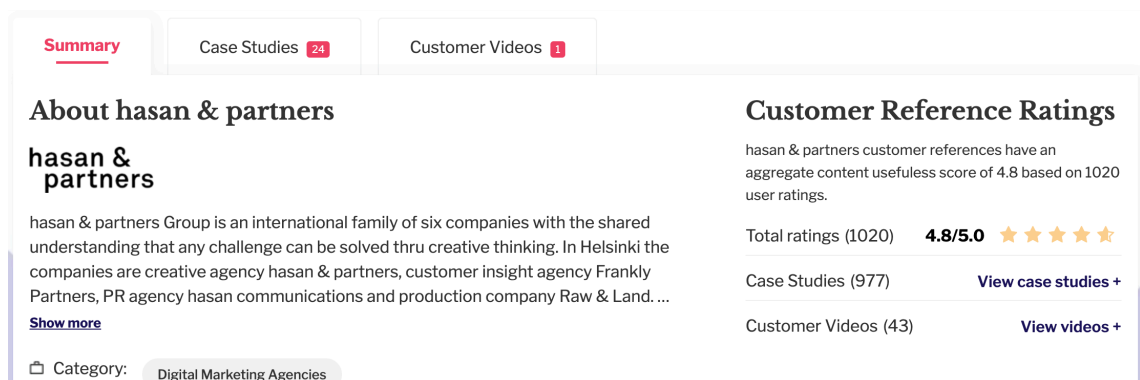 Summary
Case Studies 24
Customer Videos 1
About hasan & partners
hasan &
partners
hasan & partners Group is an international family of six companies with the shared
understanding that any challenge can be solved thru creative thinking. In Helsinki the
companies are creative agency hasan & partners, customer insight agency Frankly
Partners, PR agency hasan communications and production company Raw & Land. ...
Show more
Category: Digital Marketing Agencies
Customer Reference Ratings
hasan & partners customer references have an
aggregate content usefuless score of 4.8 based on 1020
user ratings.
Total ratings (1020) 4.8/5.0
Case Studies (977) View case studies +
Customer Videos (43) View videos +